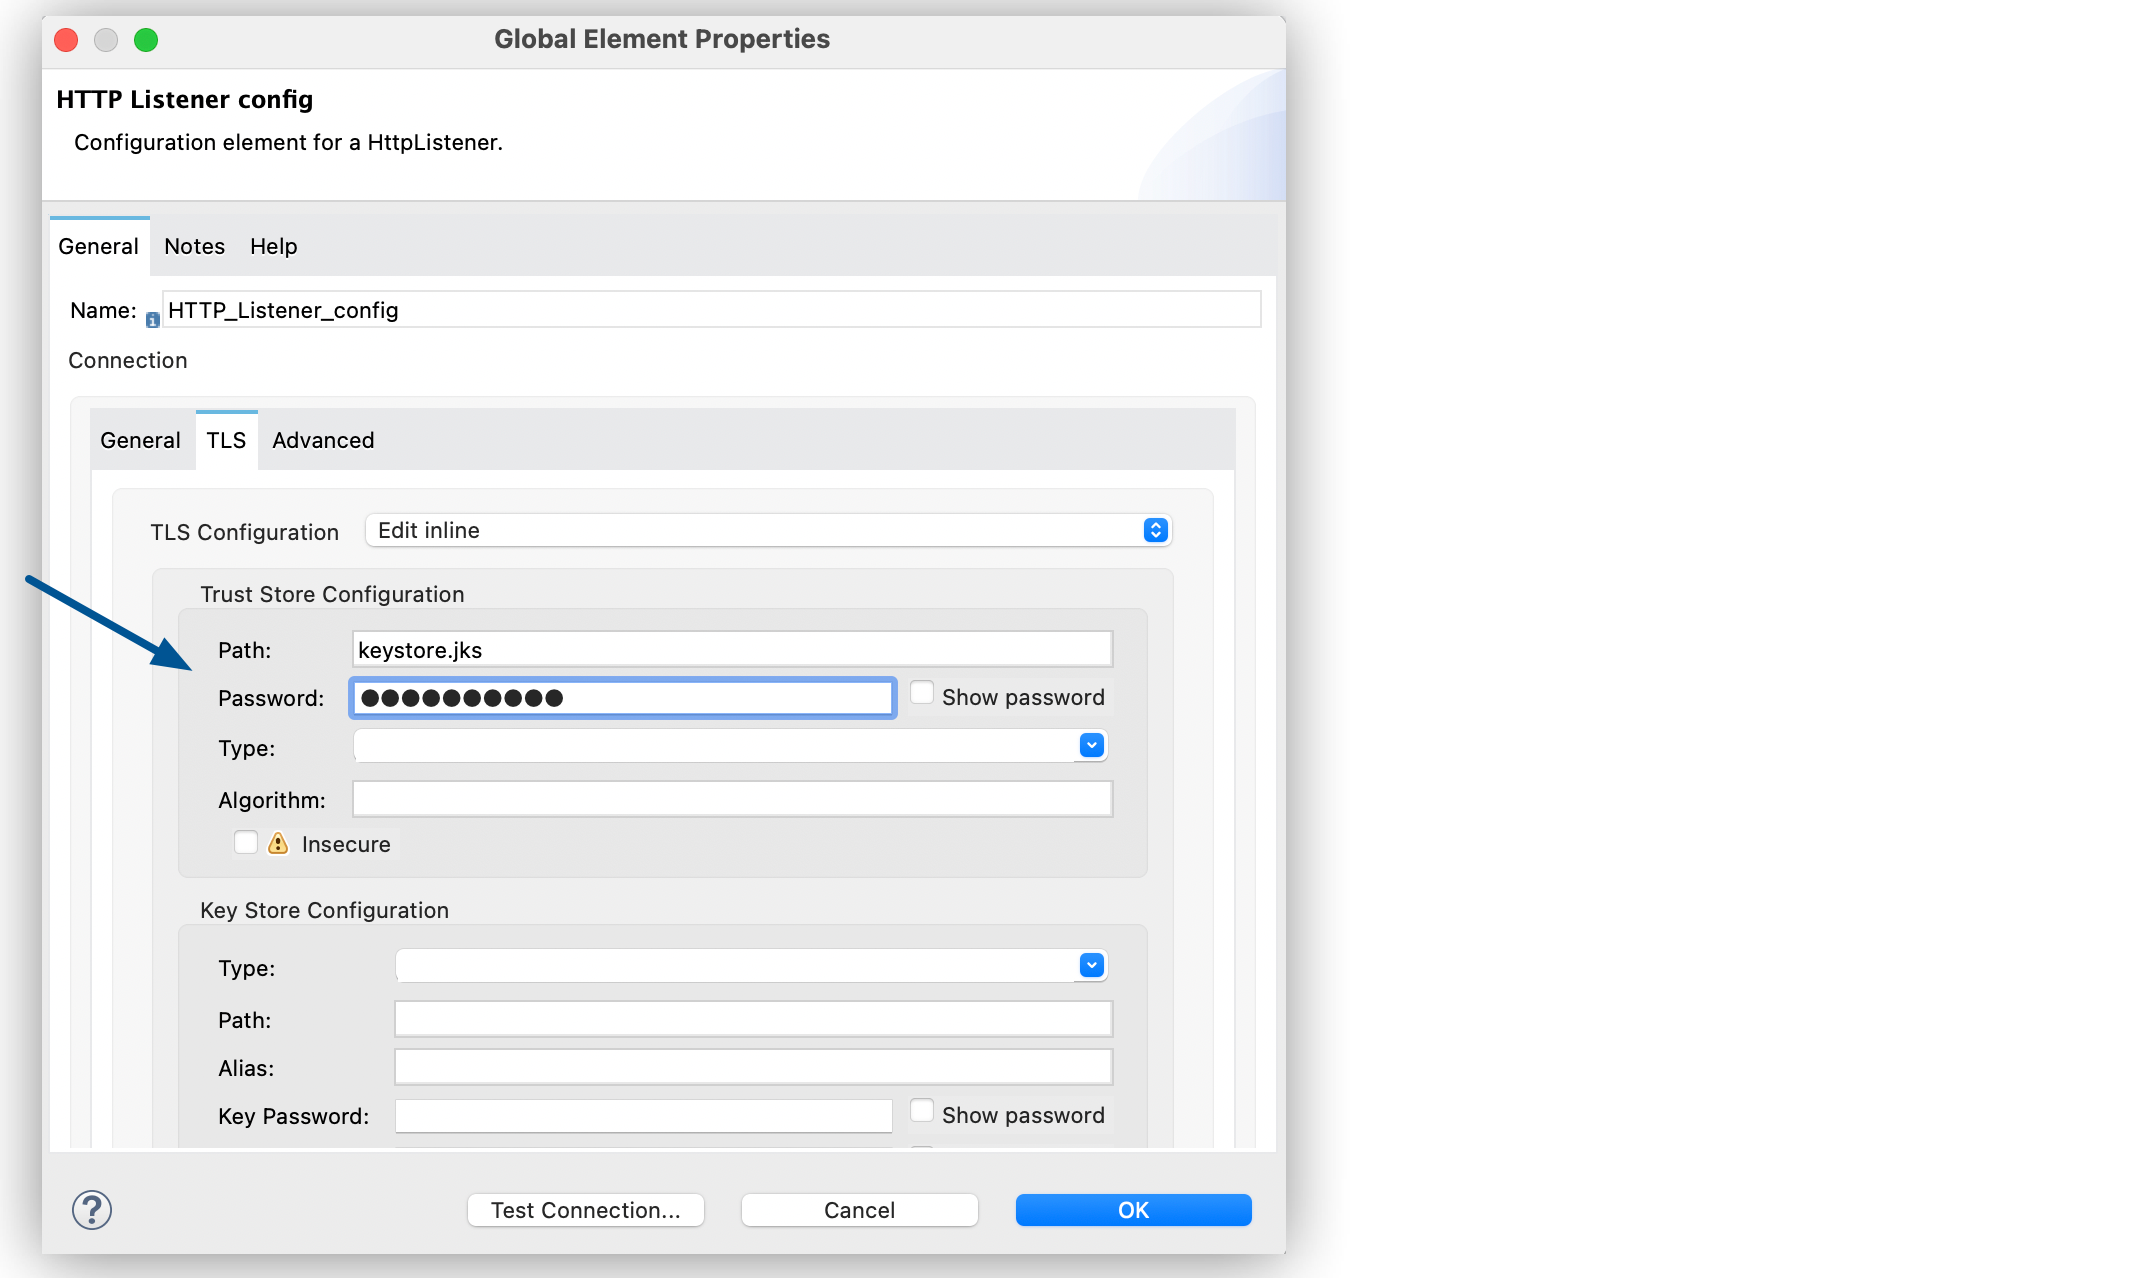 Global Element Properties
HTTP Listener config
Configuration element for a HttpListener.
General Notes Help
Name: HTTP_Listener_config
Connection
General TLS Advanced
TLS Configuration Edit inline
Trust Store Configuration
Path: keystore.jks
Password: ●●●●●●●●●● Show password
Type:
Algorithm:
Insecure
Key Store Configuration
Type:
Path:
Alias:
Key Password: Show password
? Test Connection... Cancel OK